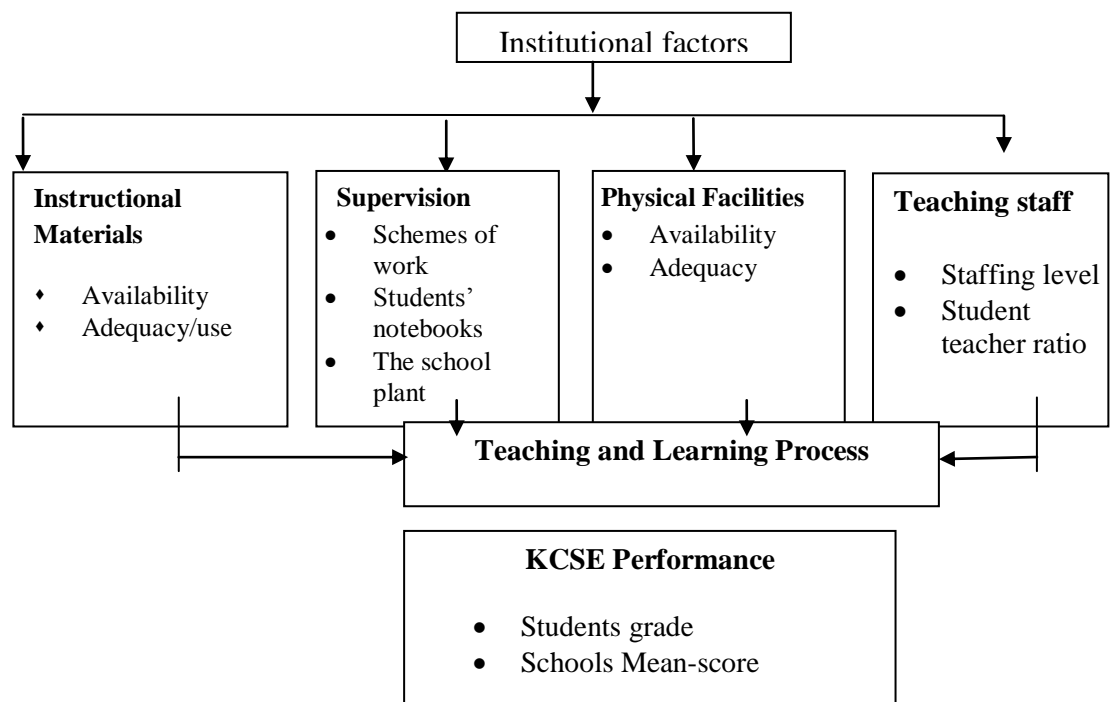 Institutional factors
Instructional
Materials
♦ Availability
♦ Adequacy/use
Supervision
• Schemes of
work
• Students’
notebooks
• The school
plant
Physical Facilities
• Availability
• Adequacy
Teaching staff
• Staffing level
• Student
teacher ratio
Teaching and Learning Process
KCSE Performance
• Students grade
• Schools Mean-score